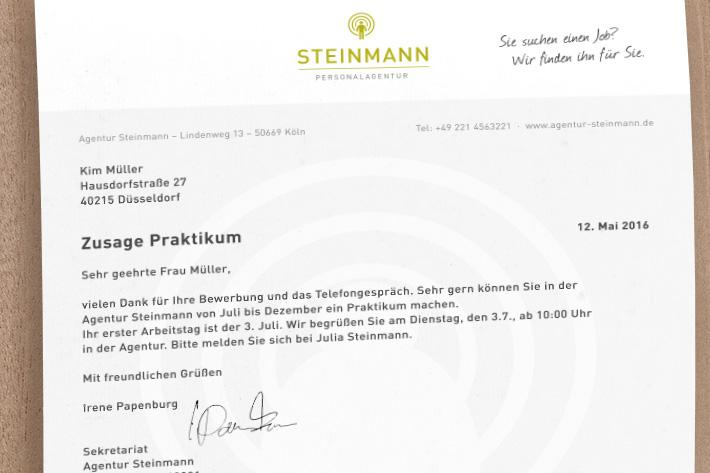 STEINMANN
PERSONALAGENTUR
Sie suchen einen Job?
Wir finden ihn für Sie.
Agentur Steinmann – Lindenweg 13 – 50669 Köln
Tel: +49 221 4563221 · www.agentur-steinmann.de
Kim Müller
Hausdorfstraße 27
40215 Düsseldorf
12. Mai 2016
Zusage Praktikum
Sehr geehrte Frau Müller,
vielen Dank für Ihre Bewerbung und das Telefongespräch. Sehr gern können Sie in der
Agentur Steinmann von Juli bis Dezember ein Praktikum machen.
Ihr erster Arbeitstag ist der 3. Juli. Wir begrüßen Sie am Dienstag, den 3.7., ab 10:00 Uhr
in der Agentur. Bitte melden Sie sich bei Julia Steinmann.
Mit freundlichen Grüßen
Irene Papenburg
Sekretariat
Agentur Steinmann